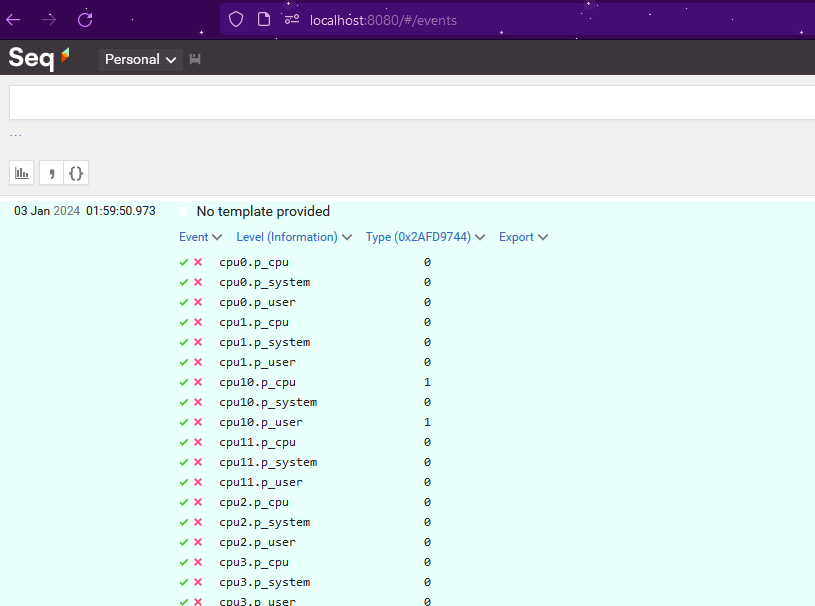 localhost:8080/#/events
Seq
Personal
...
, {}
03 Jan 2024 01:59:50.973 No template provided
Event Level (Information) Type (0x2AFD9744) Export
cpu0.p_cpu 0
cpu0.p_system 0
cpu0.p_user 0
cpu1.p_cpu 0
cpu1.p_system 0
cpu1.p_user 0
cpu10.p_cpu 1
cpu10.p_system 0
cpu10.p_user 1
cpu11.p_cpu 0
cpu11.p_system 0
cpu11.p_user 0
cpu2.p_cpu 0
cpu2.p_system 0
cpu2.p_user 0
cpu3.p_cpu 0
cpu3.p_system 0
cpu3.p_user 0